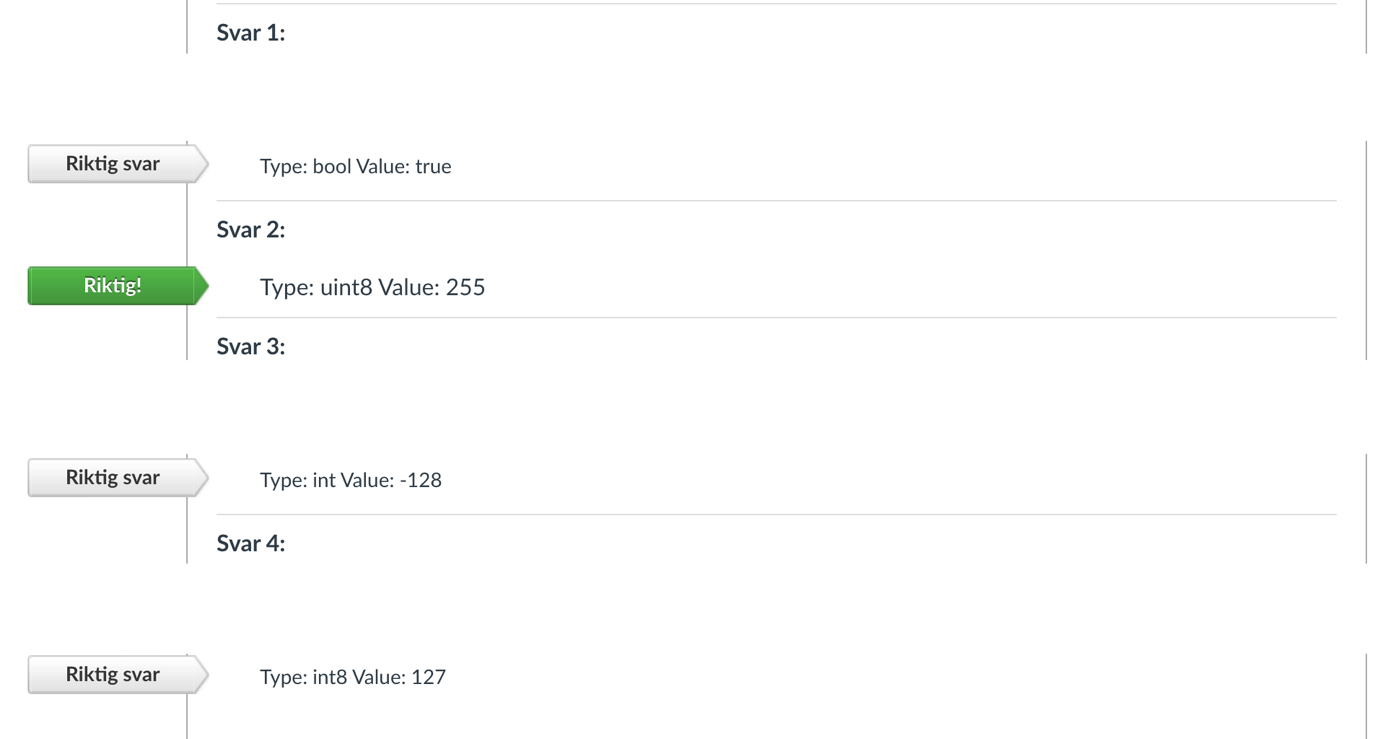 Svar 1:
Riktig svar
Type: bool Value: true
Svar 2:
Riktig!
Type: uint8 Value: 255
Svar 3:
Riktig svar
Type: int Value: -128
Svar 4:
Riktig svar
Type: int8 Value: 127